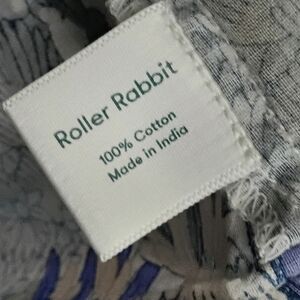 Roller Rabbit
100% Cotton
Made in India